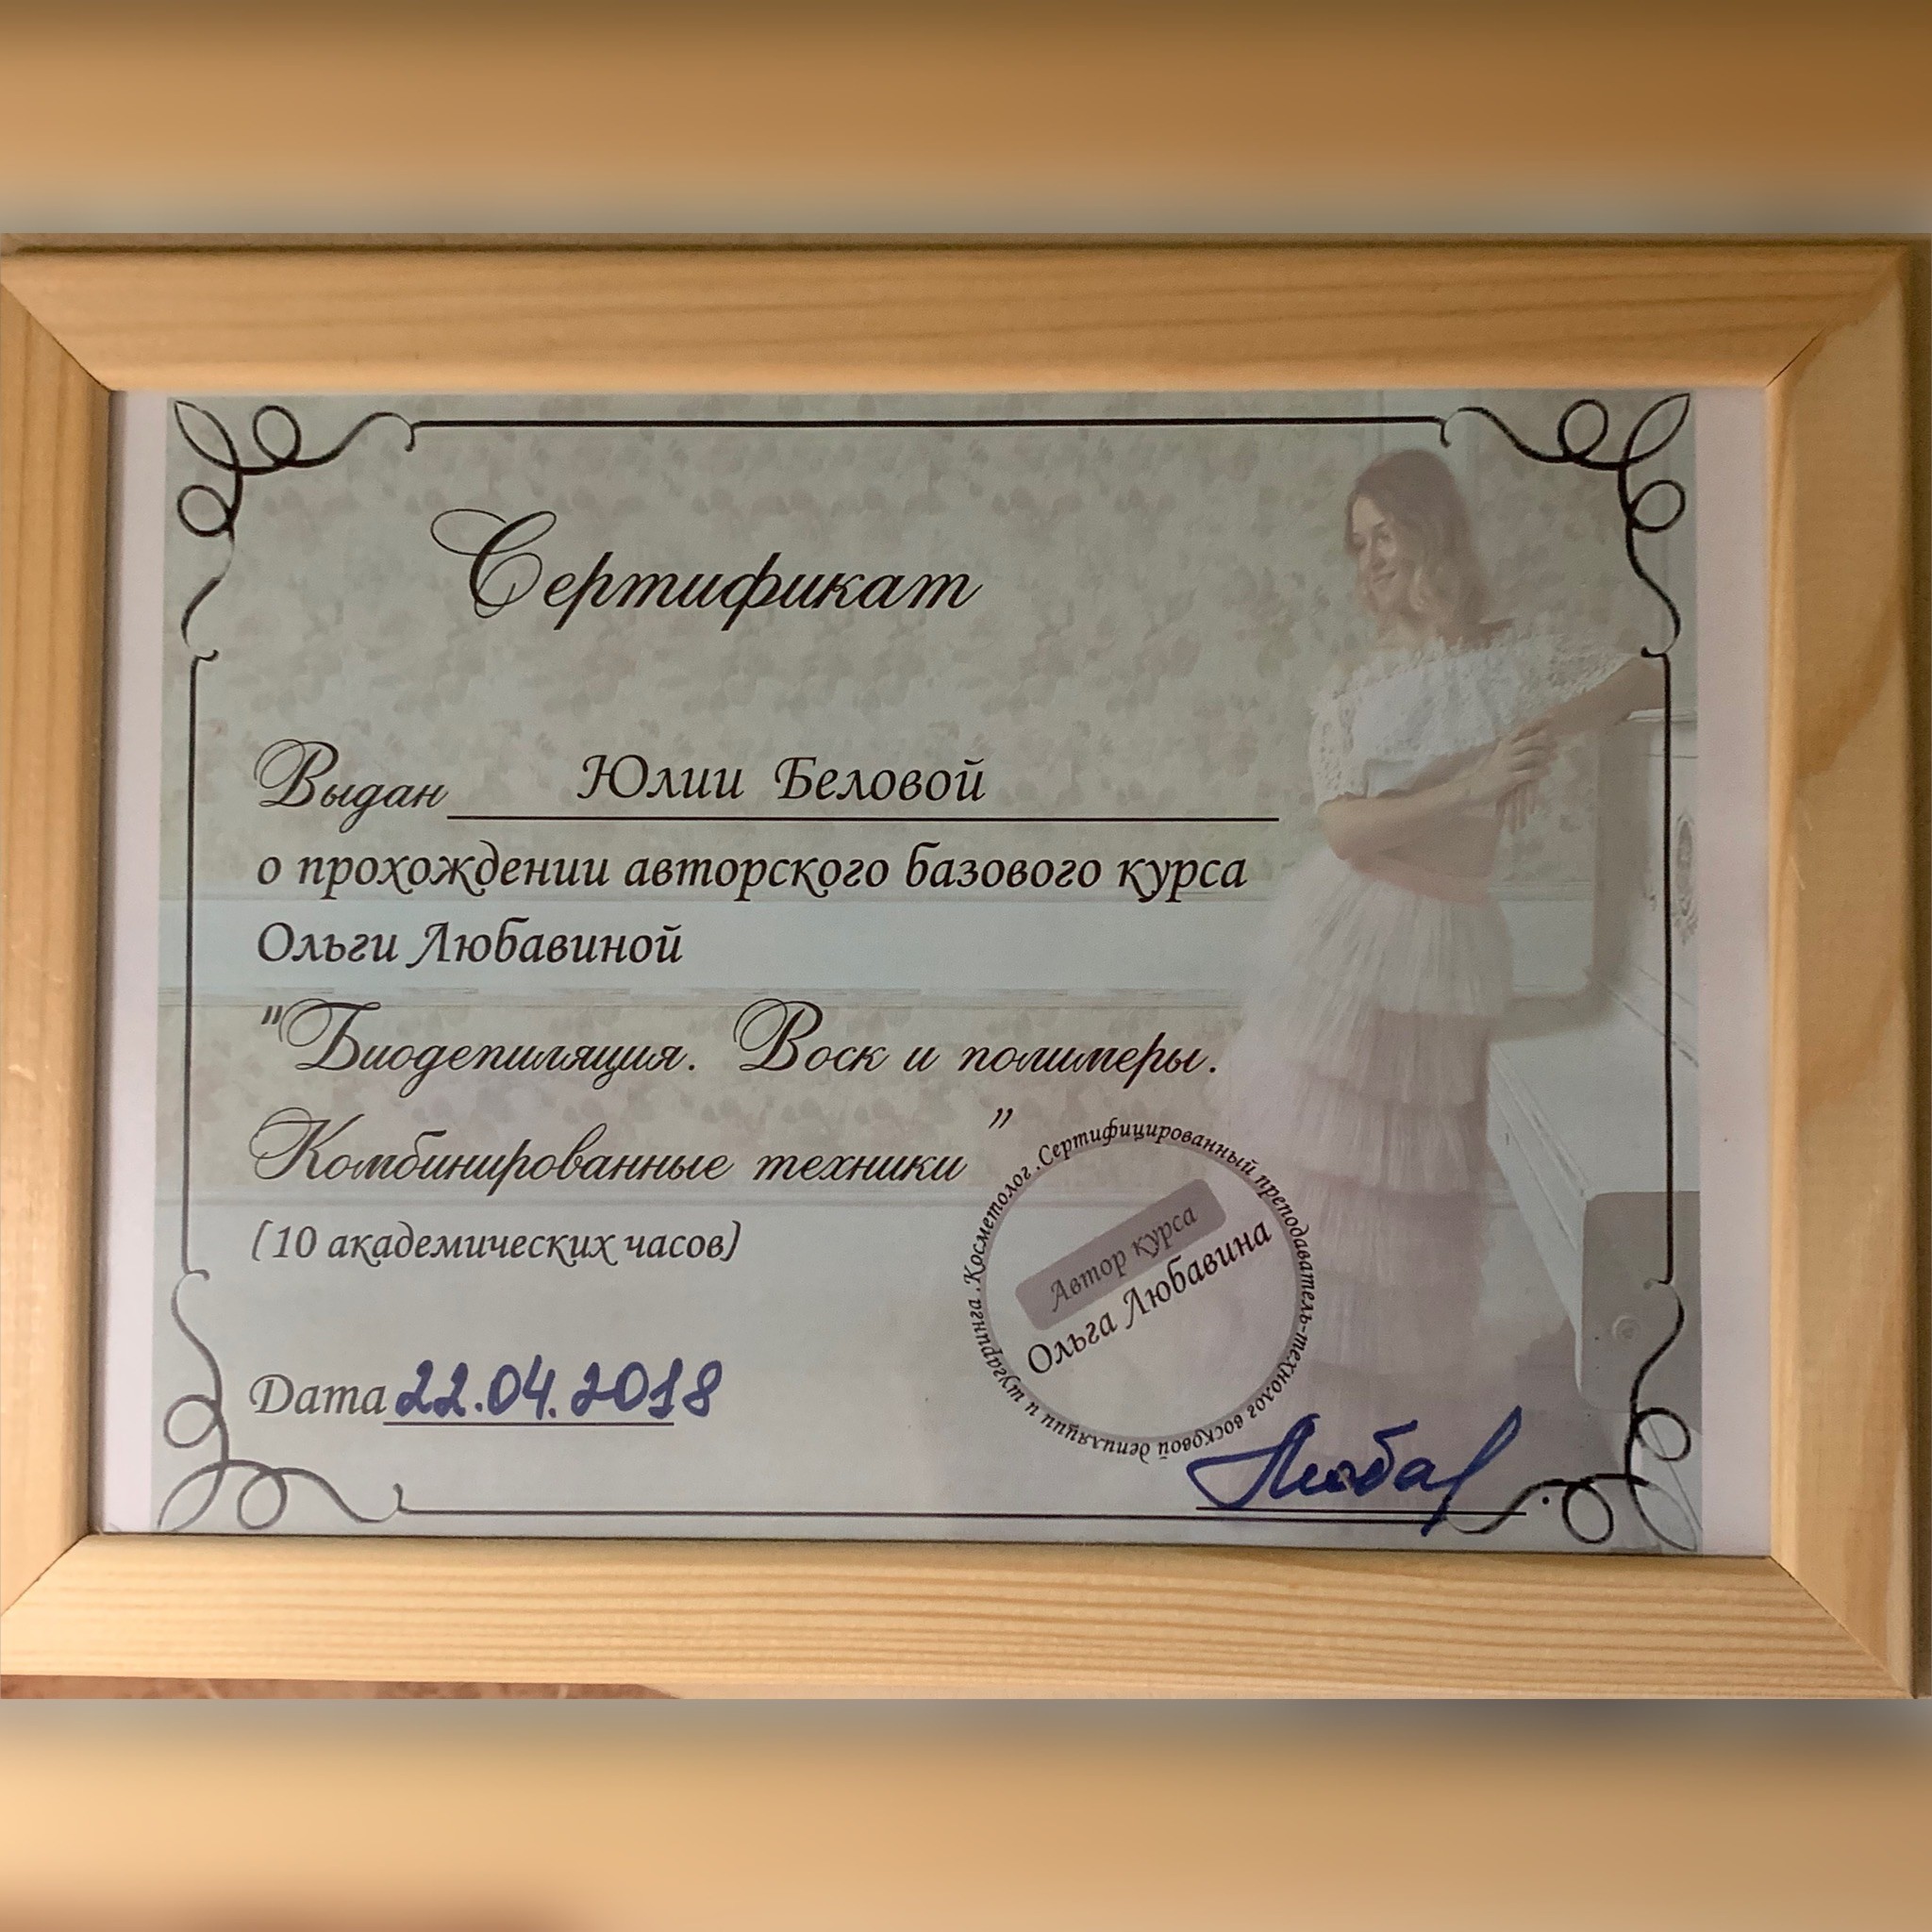 Сертификат
Выдан Юлии Беловой
о прохождении авторского базового курса
Ольги Любавиной
"Биодепиляция. Воск и полимеры.
Комбинированные техники"
(10 академических часов)
.Косметолог .Сертифицированный преподаватель-технолог восковой депиляции и шугаринга
Автор курса
Ольга Любавина
Дата 22.04.2018
Любав